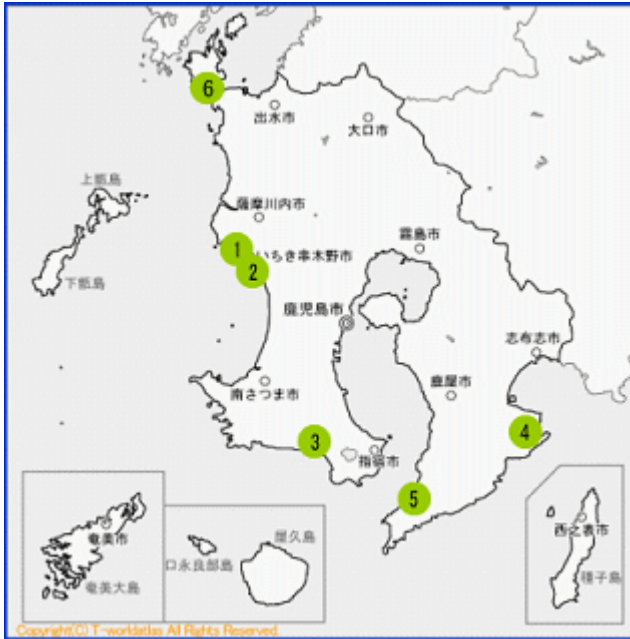 6
出水市
大口市
上甑島
薩摩川内市
霧島市
1
いちき串木野市
2
下甑島
鹿児島市
志布志市
南さつま市
鹿屋市
4
3
指宿市
5
屋久島
西之表市
奄美市
口永良部島
奄美大島
種子島
Copyright(C) T-worldatlas All Rights Reserved.